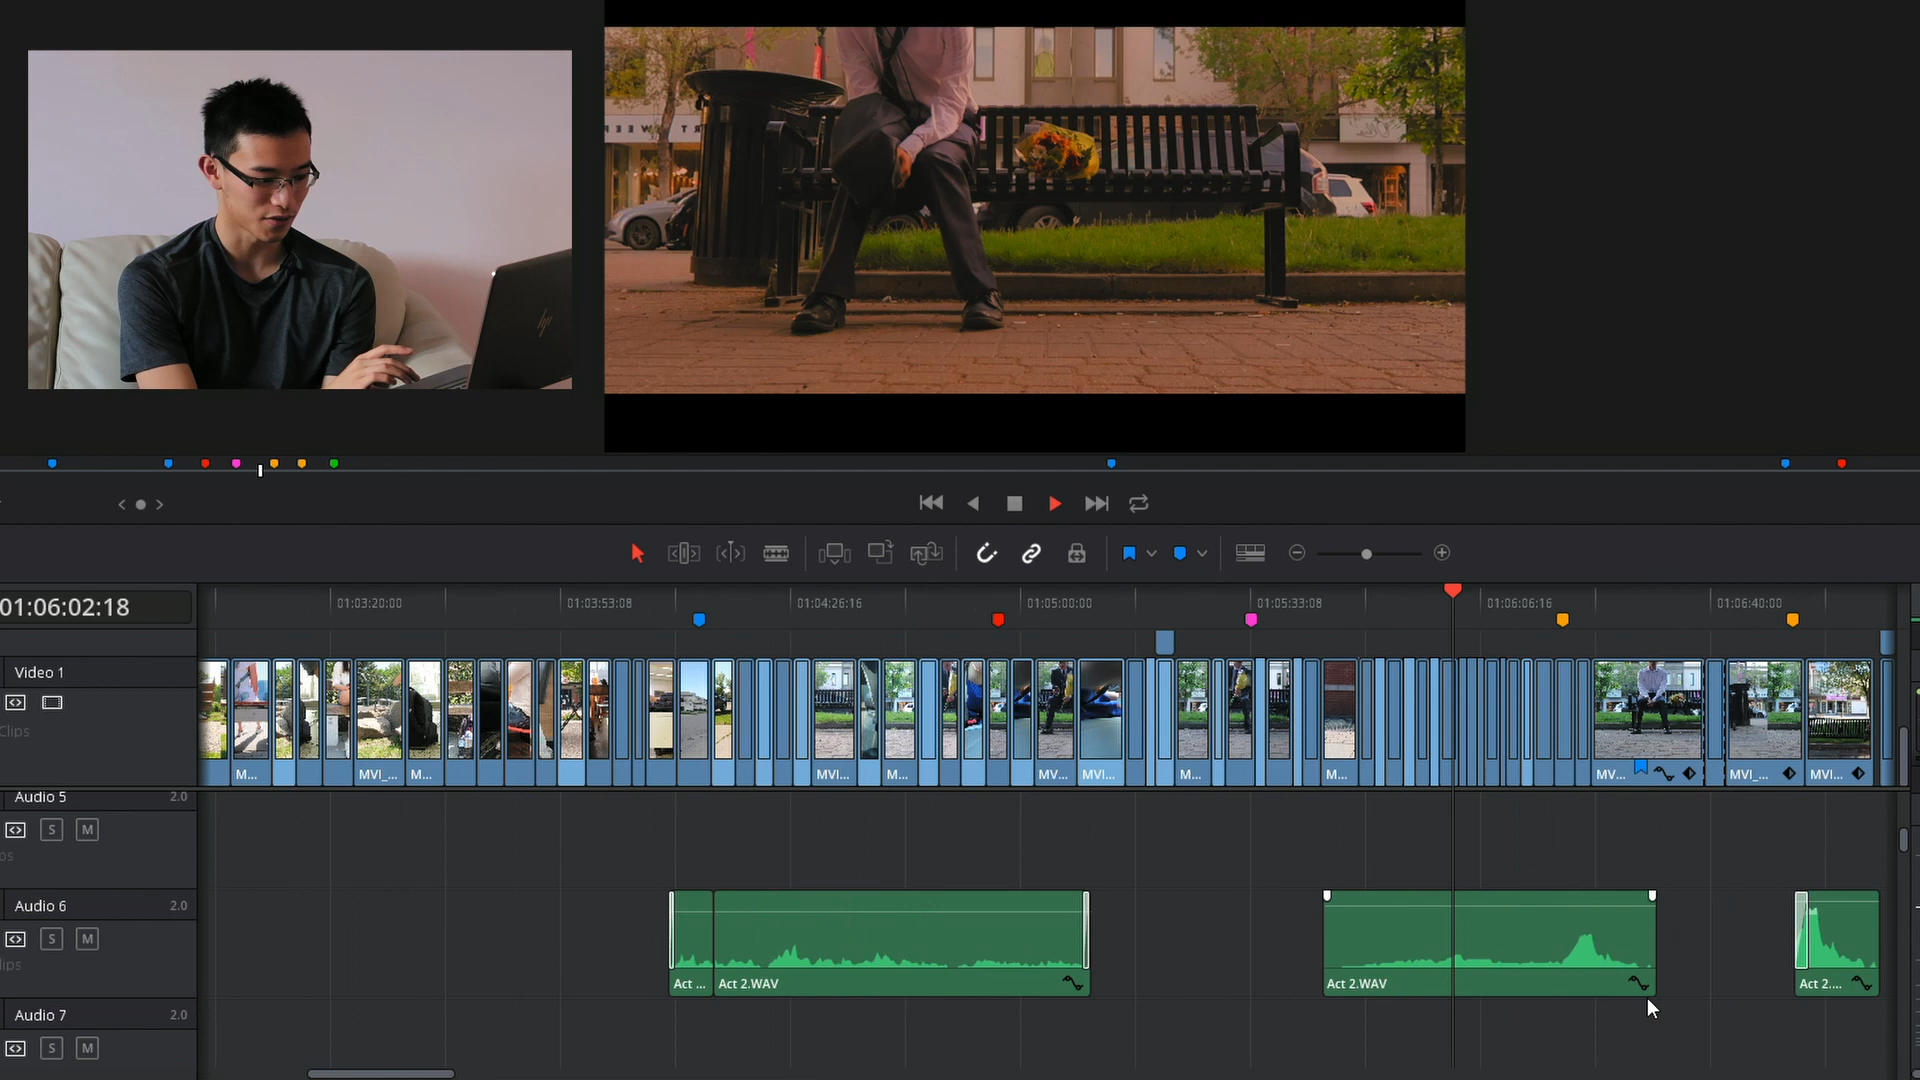 hp
01:06:02:18
01:03:20:00
01:03:53:08
01:04:26:16
01:05:00:00
01:05:33:08
01:06:06:16
01:06:40:00
Video 1
Clips
M...
MVI_...
M...
MVI...
M...
MV...
MVI...
M...
M...
MV...
MVI_...
MVI...
Audio 5
2.0
S
M
Audio 6
2.0
S
M
Act ...
Act 2.WAV
Act 2.WAV
Act 2....
Audio 7
2.0
S
M